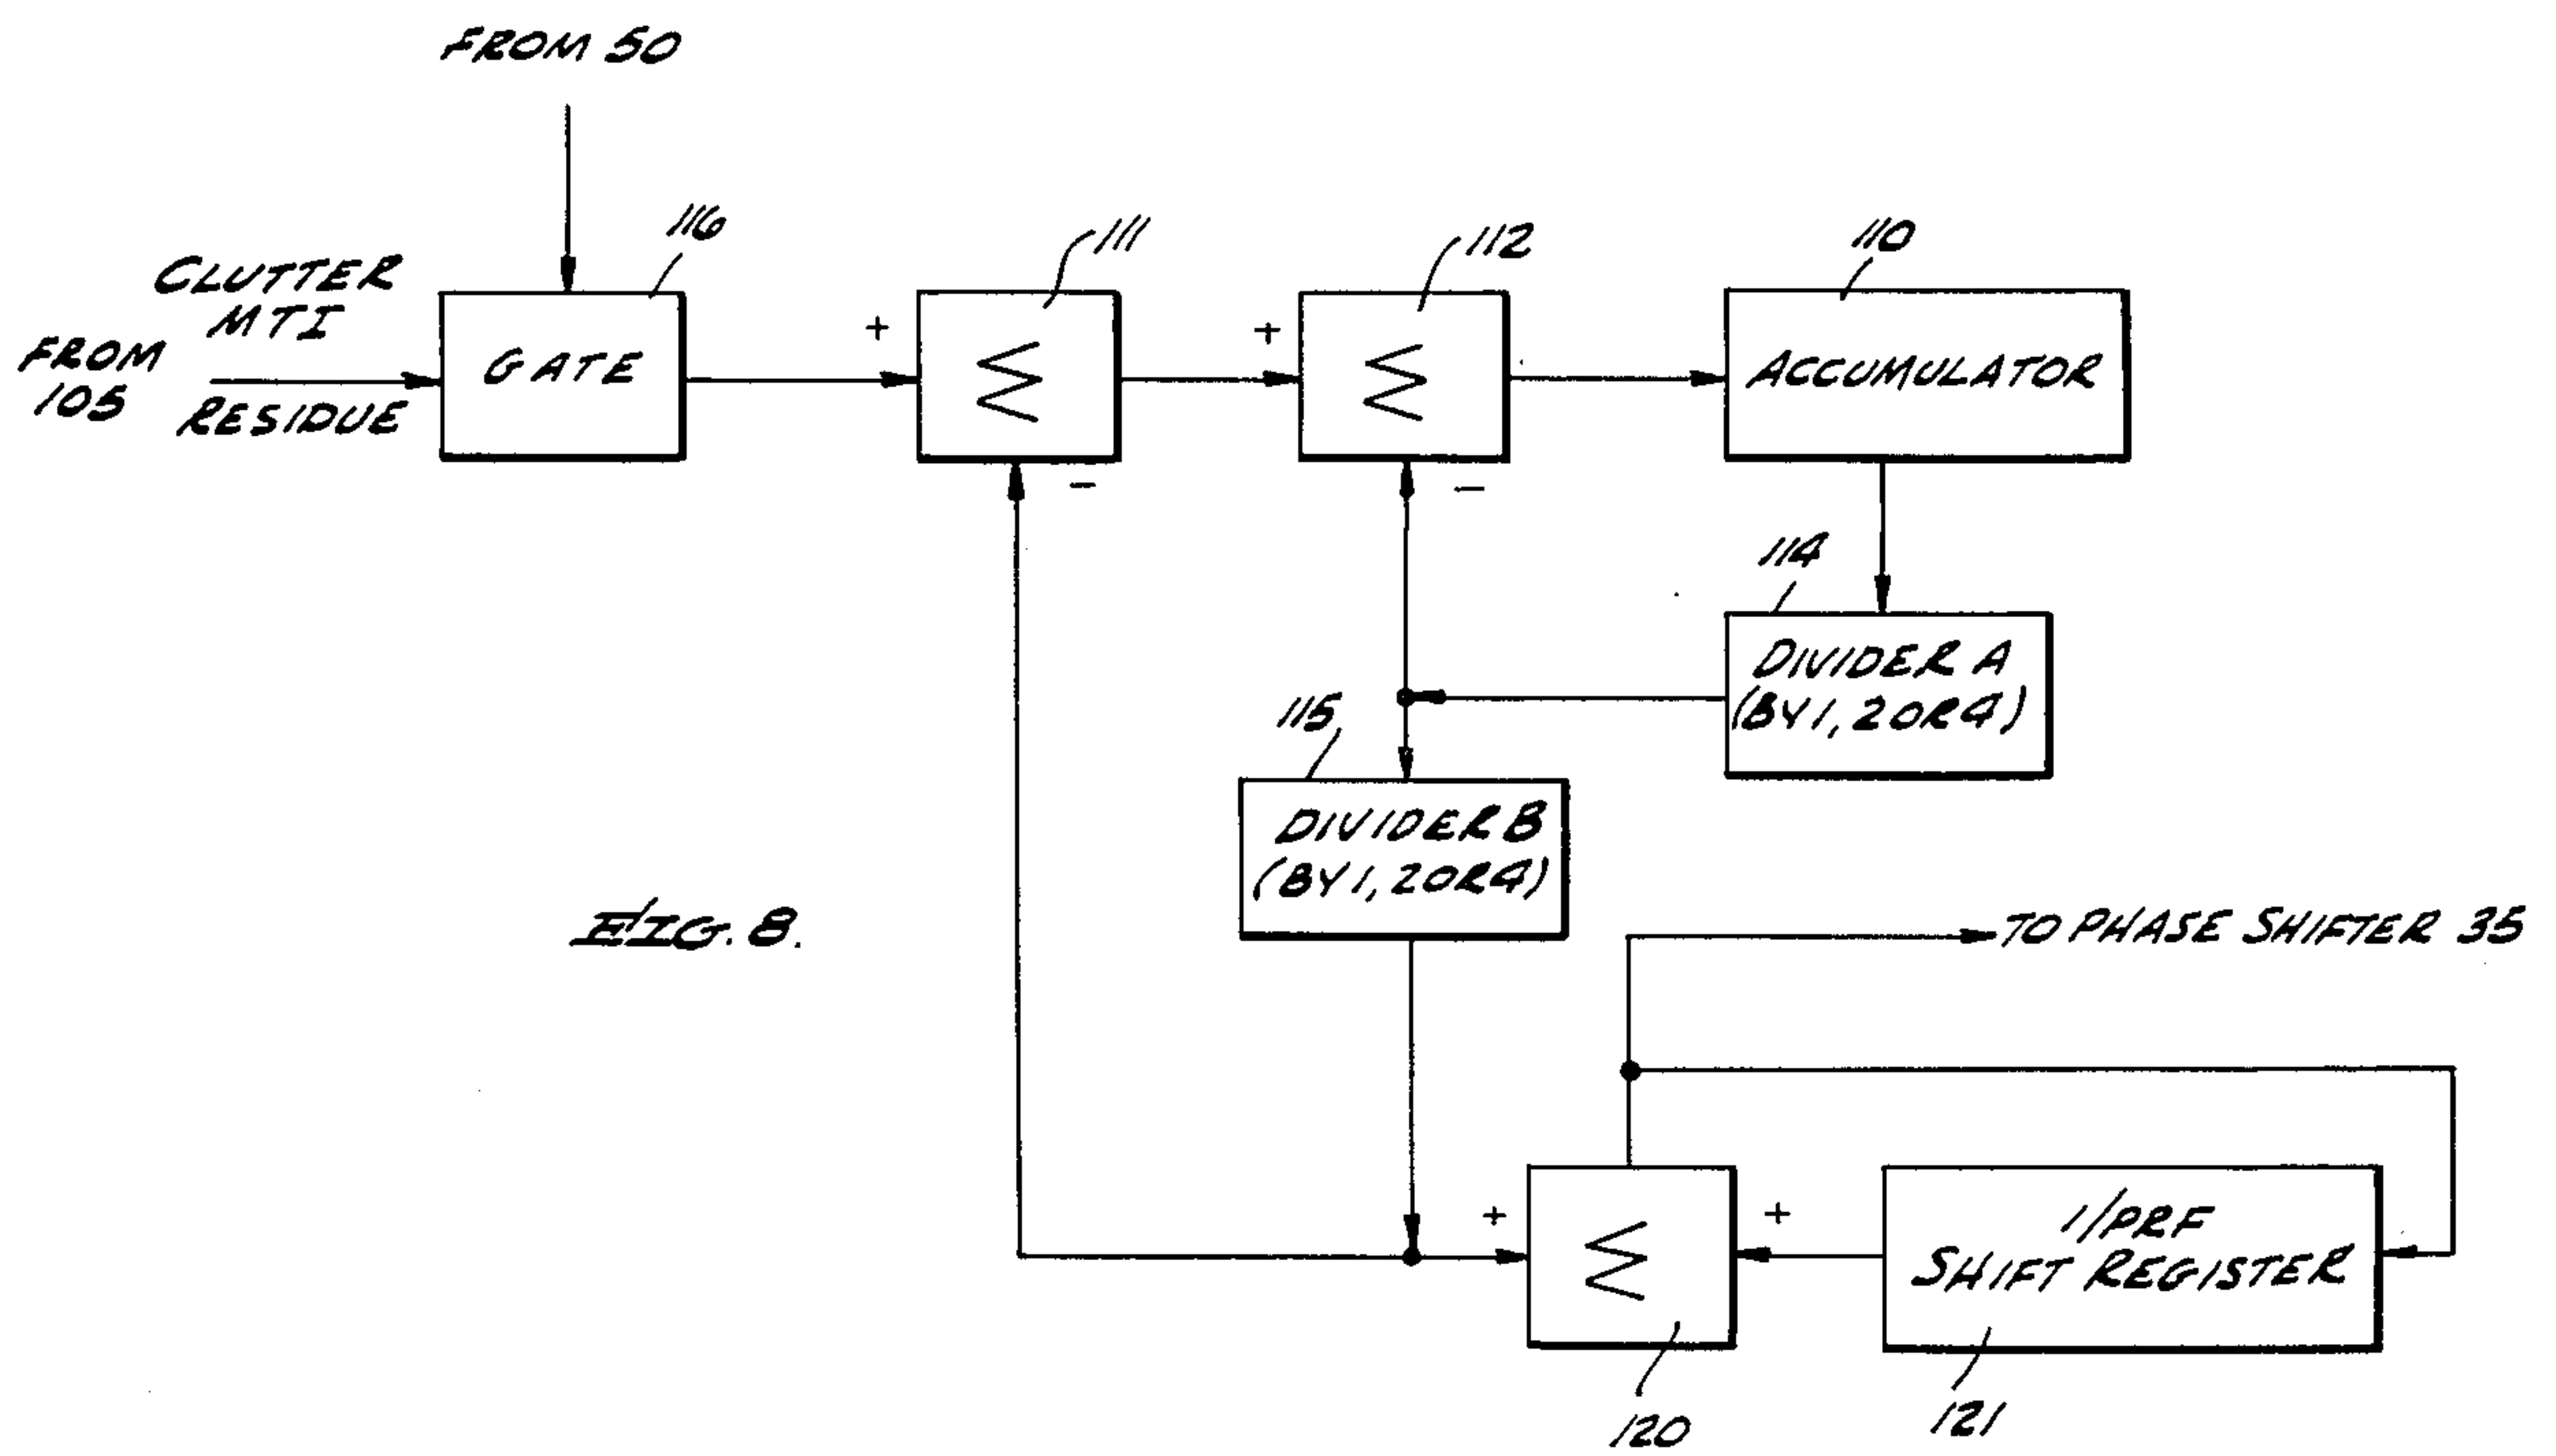 FROM 50
116
111
112
110
CLUTTER
MTI
FROM
105
RESIDUE
GATE
+
Σ
-
+
Σ
-
ACCUMULATOR
114
DIVIDER A
(BY 1, 2 OR 4)
115
DIVIDER B
(BY 1, 2 OR 4)
FIG. 8.
TO PHASE SHIFTER 35
+
Σ
+
1/PRF
SHIFT REGISTER
120
121